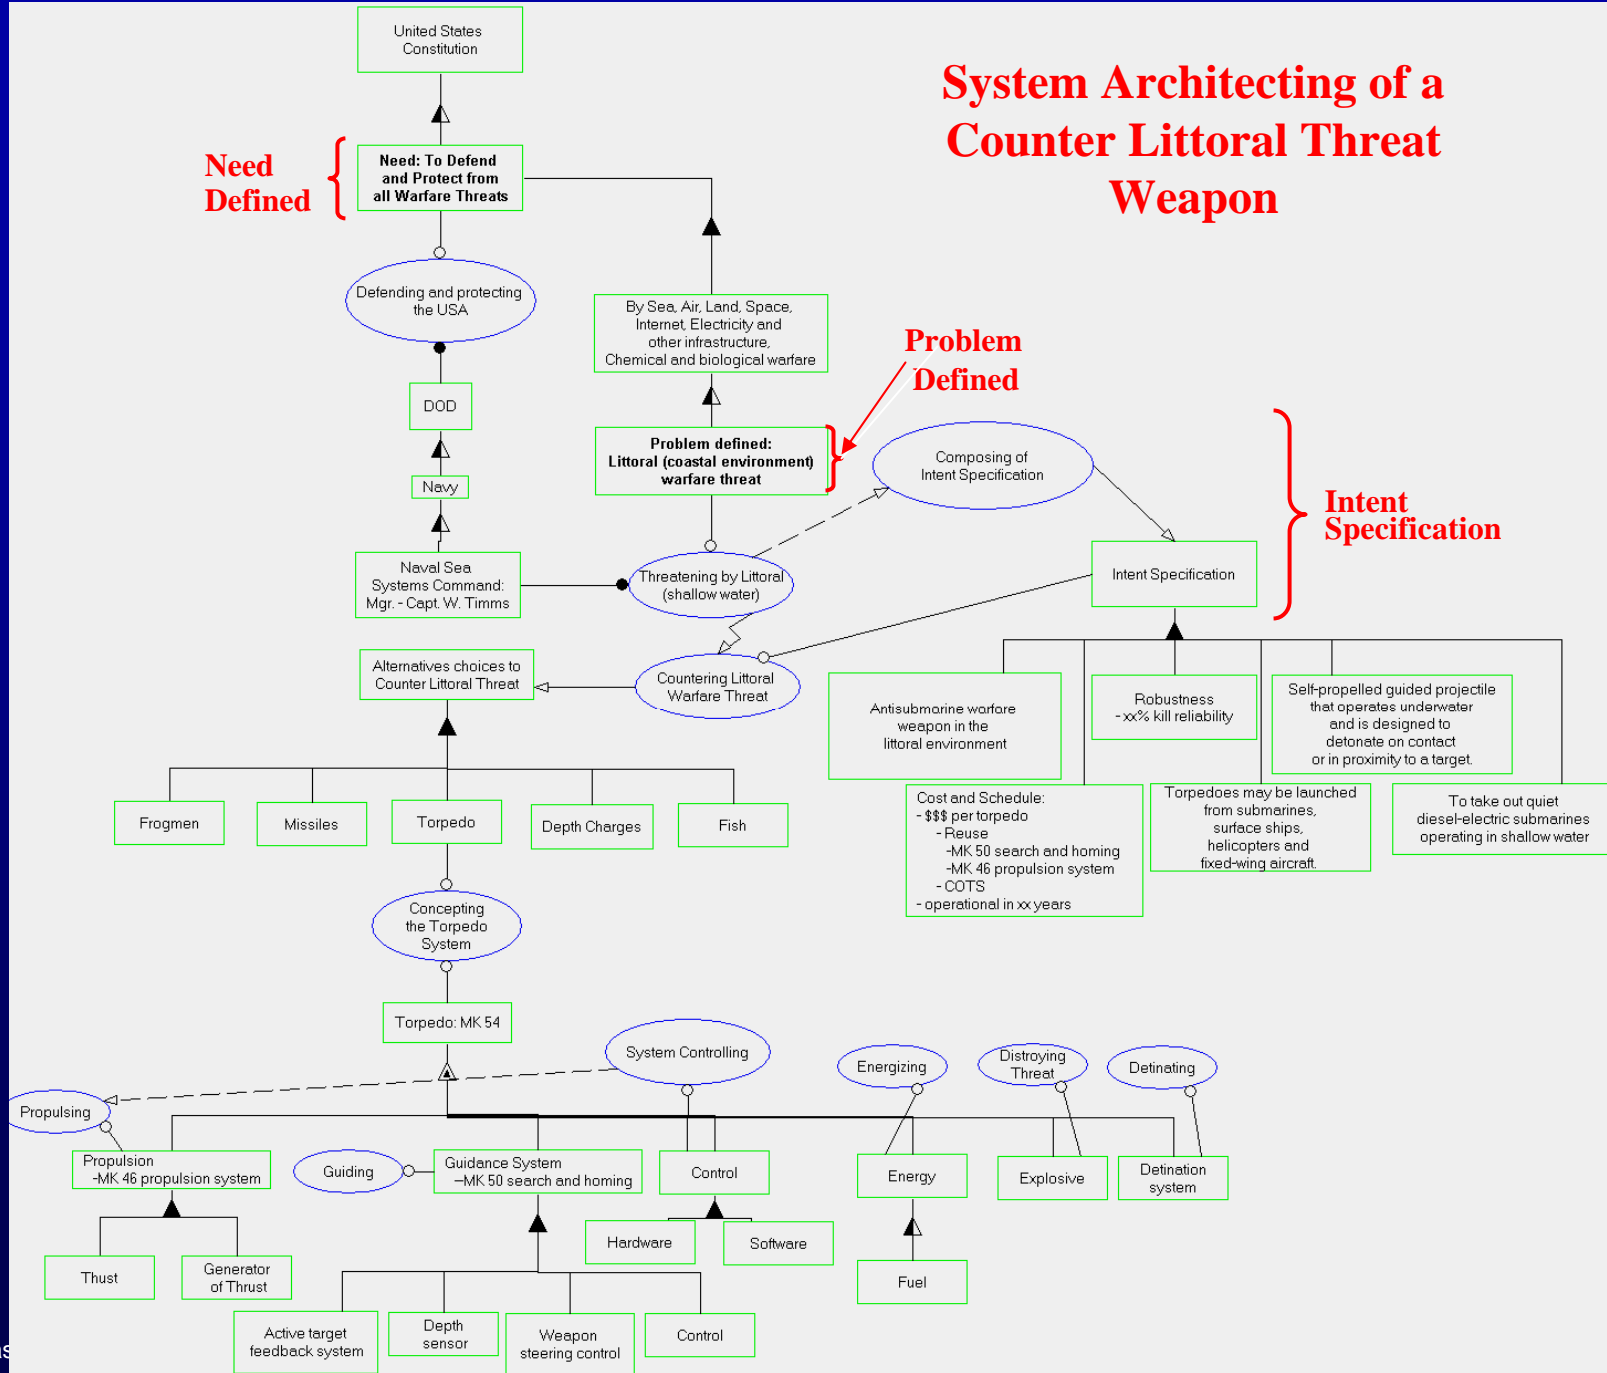 System Architecting of a
Counter Littoral Threat
Weapon
United States
Constitution
Need
Defined
Need: To Defend
and Protect from
all Warfare Threats
Defending and protecting
the USA
By Sea, Air, Land, Space,
Internet, Electricity and
other infrastructure,
Chemical and biological warfare
Problem
Defined
DOD
Problem defined:
Littoral (coastal environment)
warfare threat
Composing of
Intent Specification
Navy
Intent
Specification
Naval Sea
Systems Command:
Mgr. - Capt. W. Timms
Threatening by Littoral
(shallow water)
Intent Specification
Alternatives choices to
Counter Littoral Threat
Countering Littoral
Warfare Threat
Antisubmarine warfare
weapon in the
littoral environment
Robustness
- xx% kill reliability
Self-propelled guided projectile
that operates underwater
and is designed to
detonate on contact
or in proximity to a target.
Frogmen
Missiles
Torpedo
Depth Charges
Fish
Cost and Schedule:
- $$$ per torpedo
- Reuse
-MK 50 search and homing
-MK 46 propulsion system
- COTS
- operational in xx years
Torpedoes may be launched
from submarines,
surface ships,
helicopters and
fixed-wing aircraft.
To take out quiet
diesel-electric submarines
operating in shallow water
Concepting
the Torpedo
System
Torpedo: MK 54
System Controlling
Energizing
Distroying
Threat
Detinating
Propulsing
Propulsion
-MK 46 propulsion system
Guiding
Guidance System
--MK 50 search and homing
Control
Energy
Explosive
Detination
system
Hardware
Software
Thust
Generator
of Thrust
Fuel
Active target
feedback system
Depth
sensor
Weapon
steering control
Control